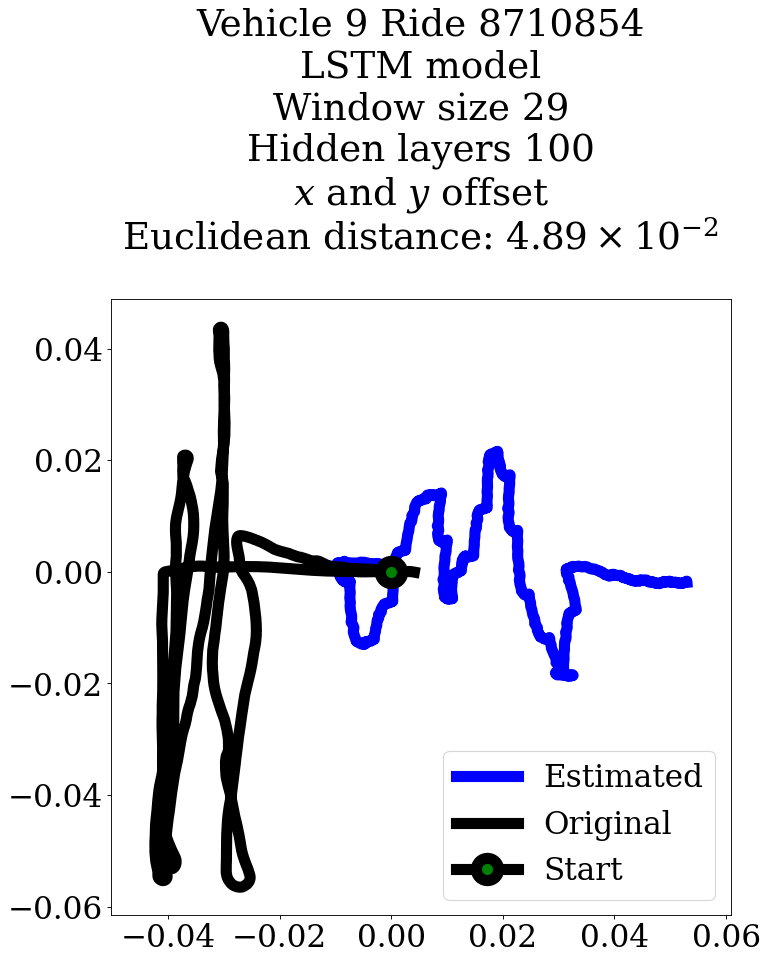 Vehicle 9 Ride 8710854
LSTM model
Window size 29
Hidden layers 100
x and y offset
Euclidean distance: 4.89 × 10⁻²
0.04
0.02
0.00
−0.02
−0.04
−0.06
Estimated
Original
Start
−0.04 −0.02 0.00 0.02 0.04 0.06